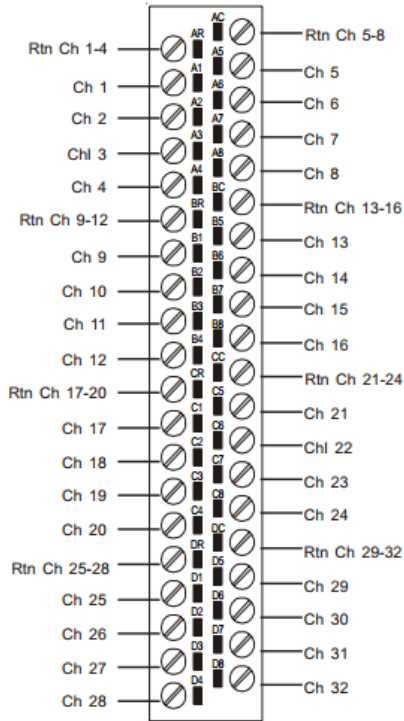 AC
Rtn Ch 5-8
AR
Rtn Ch 1-4
A5
Ch 5
A1
Ch 1
A6
Ch 6
A2
Ch 2
A7
Ch 7
A3
Chl 3
A8
Ch 8
A4
Ch 4
BC
Rtn Ch 13-16
BR
Rtn Ch 9-12
B5
Ch 13
B1
Ch 9
B6
Ch 14
B2
Ch 10
B7
Ch 15
B3
Ch 11
B8
Ch 16
B4
Ch 12
CC
Rtn Ch 21-24
CR
Rtn Ch 17-20
C5
Ch 21
C1
Ch 17
C6
Chl 22
C2
Ch 18
C7
Ch 23
C3
Ch 19
C8
Ch 24
C4
Ch 20
DC
Rtn Ch 29-32
DR
Rtn Ch 25-28
D5
Ch 29
D1
Ch 25
D6
Ch 30
D2
Ch 26
D7
Ch 31
D3
Ch 27
D8
Ch 32
D4
Ch 28